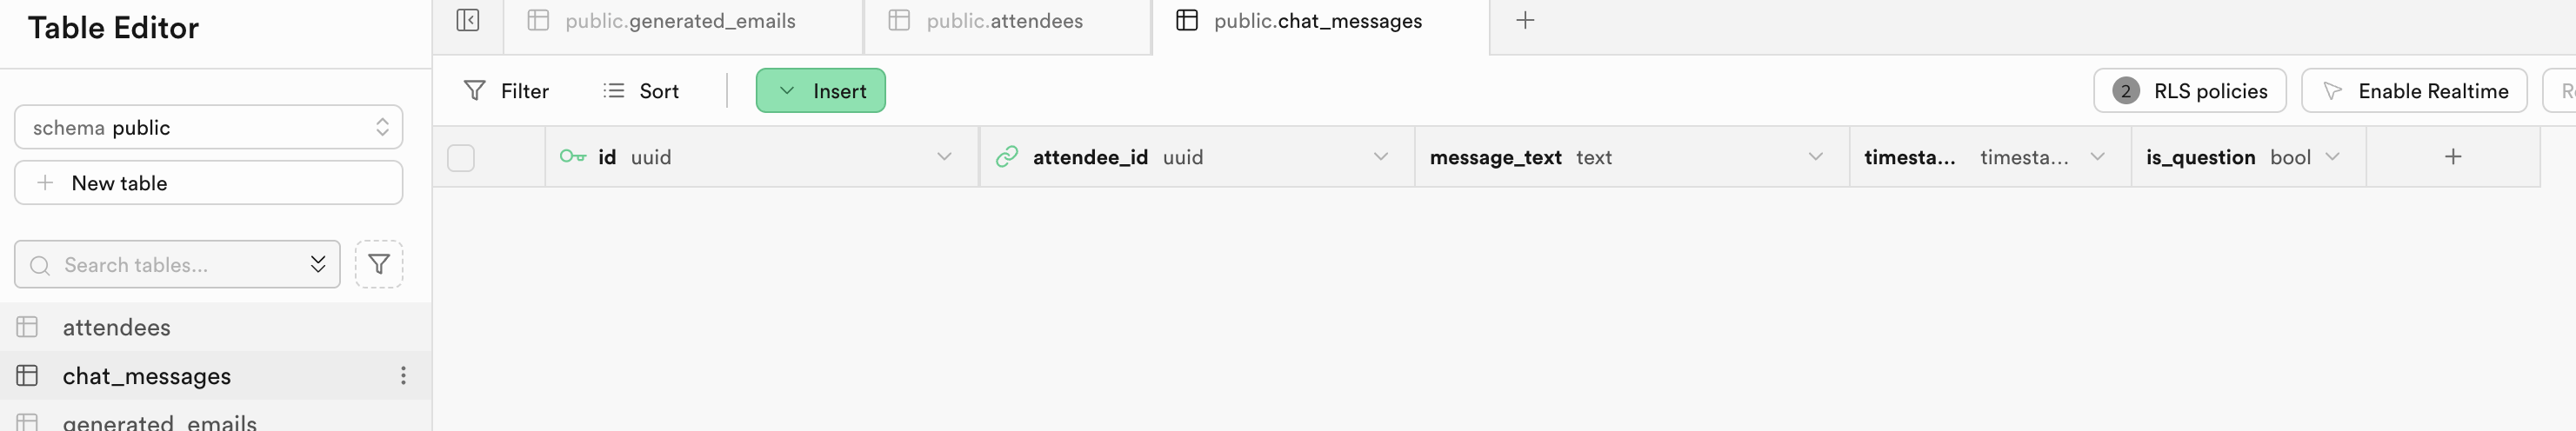 Table Editor
public.generated_emails
public.attendees
public.chat_messages
Filter
Sort
Insert
2 RLS policies
Enable Realtime
schema public
New table
id uuid
attendee_id uuid
message_text text
timesta... timesta...
is_question bool
Search tables...
attendees
chat_messages
generated_emails